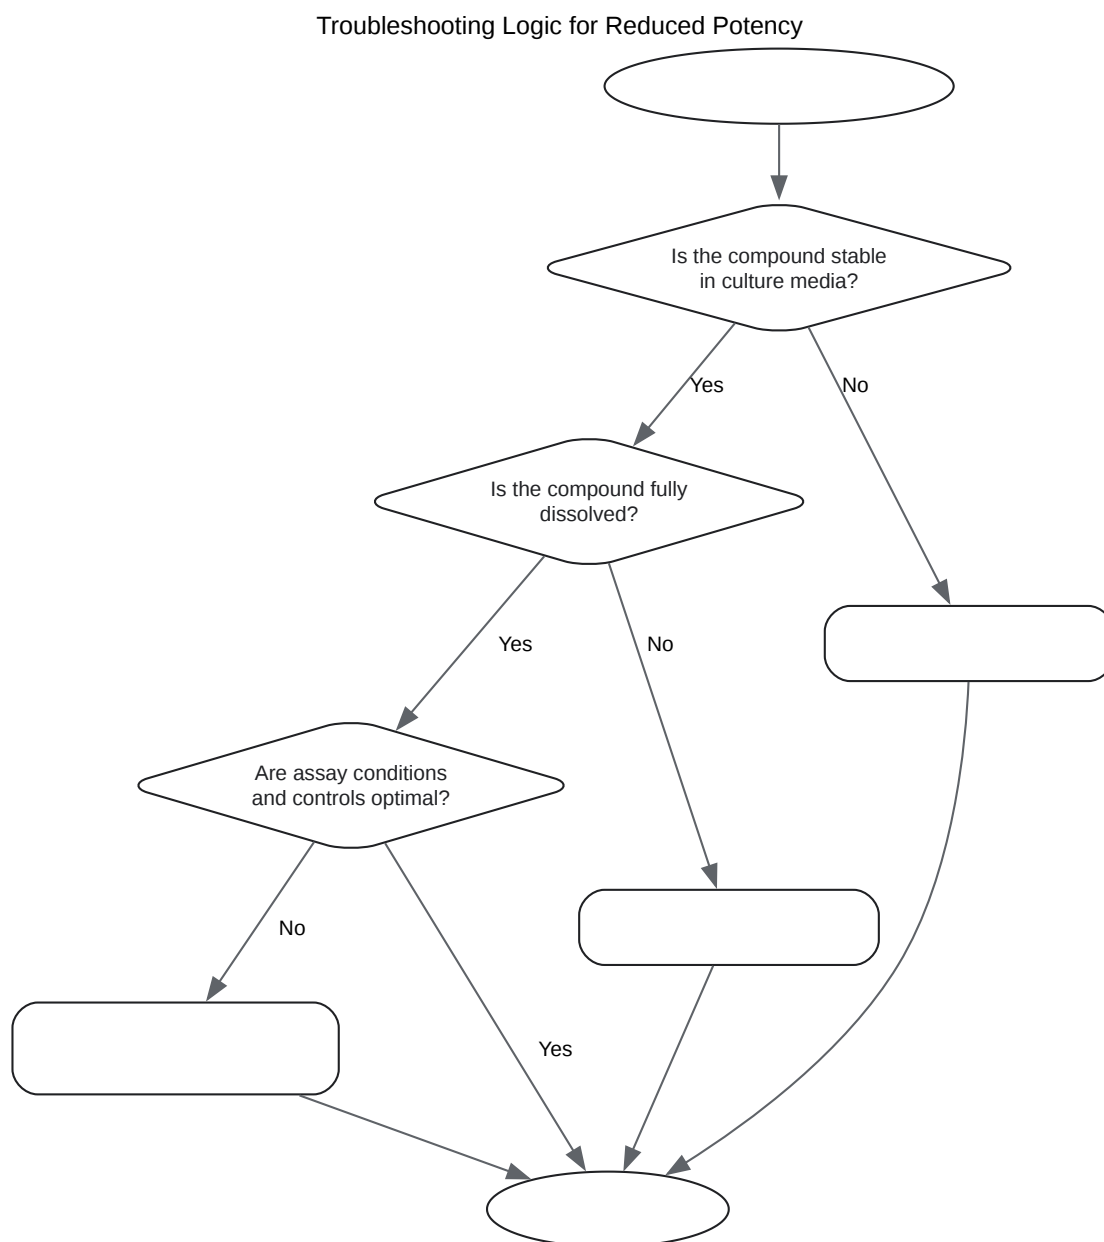 Troubleshooting Logic for Reduced Potency
Is the compound stable
in culture media?
Yes
No
Is the compound fully
dissolved?
Yes
No
Are assay conditions
and controls optimal?
No
Yes